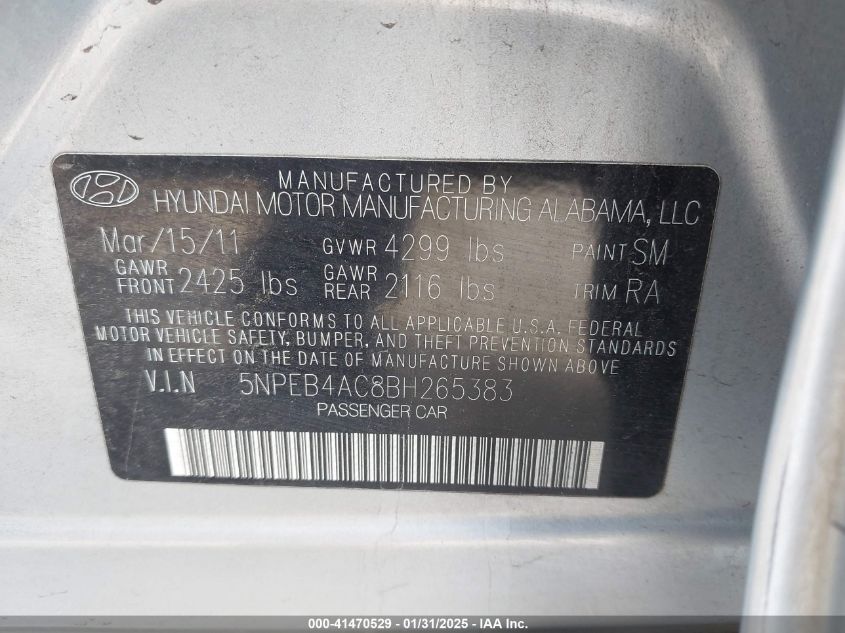 MANUFACTURED BY
HYUNDAI MOTOR MANUFACTURING ALABAMA, LLC
Mar/15/11 GVWR 4299 lbs PAINT SM
GAWR FRONT 2425 lbs GAWR REAR 2116 lbs TRIM RA
THIS VEHICLE CONFORMS TO ALL APPLICABLE U.S.A. FEDERAL
MOTOR VEHICLE SAFETY, BUMPER, AND THEFT PREVENTION STANDARDS
IN EFFECT ON THE DATE OF MANUFACTURE SHOWN ABOVE
V.I.N 5NPEB4AC8BH265383
PASSENGER CAR
000-41470529 - 01/31/2025 - IAA Inc.